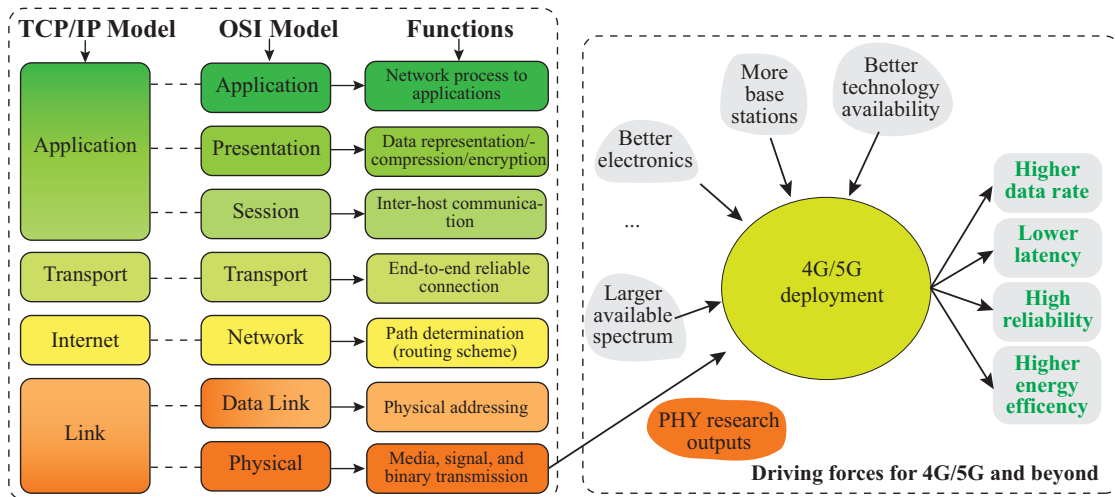 TCP/IP Model
OSI Model
Functions
Application
Application
Network process to
applications
Presentation
Data representation/-
compression/encryption
Session
Inter-host communica-
tion
Transport
Transport
End-to-end reliable
connection
Internet
Network
Path determination
(routing scheme)
Link
Data Link
Physical addressing
Physical
Media, signal, and
binary transmission
Better
electronics
More
base
stations
Better
technology
availability
...
Larger
available
spectrum
4G/5G
deployment
PHY research
outputs
Higher
data rate
Lower
latency
High
reliability
Higher
energy
efficency
Driving forces for 4G/5G and beyond